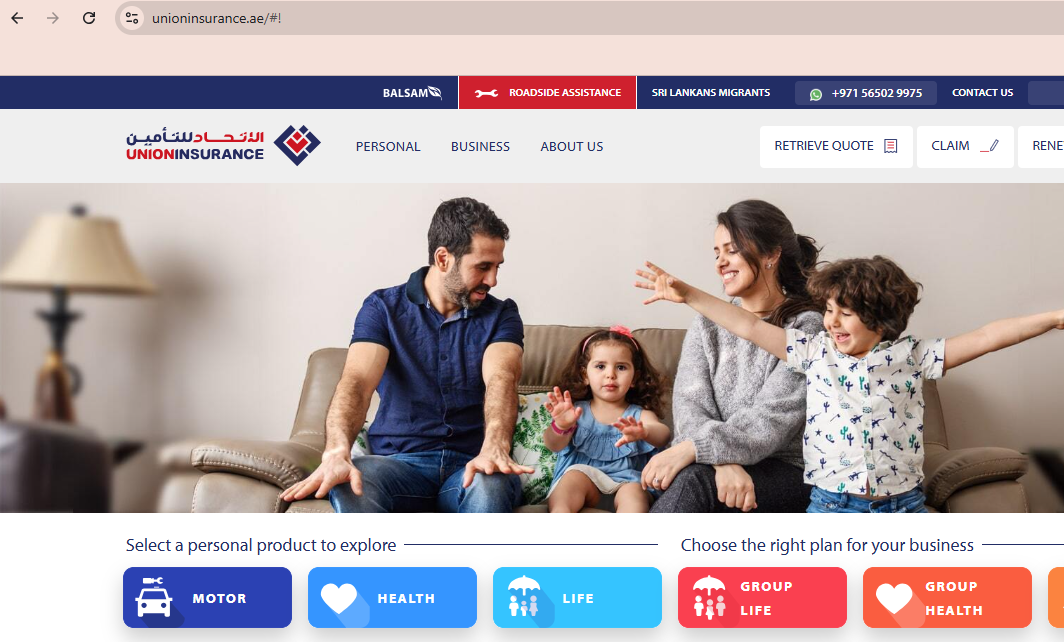 unioninsurance.ae/#!
BALSAM
ROADSIDE ASSISTANCE
SRI LANKANS MIGRANTS
+971 56502 9975
CONTACT US
الاتحاد للتأمين
UNIONINSURANCE
PERSONAL
BUSINESS
ABOUT US
RETRIEVE QUOTE
CLAIM
RENE
Select a personal product to explore
Choose the right plan for your business
MOTOR
HEALTH
LIFE
GROUP
LIFE
GROUP
HEALTH